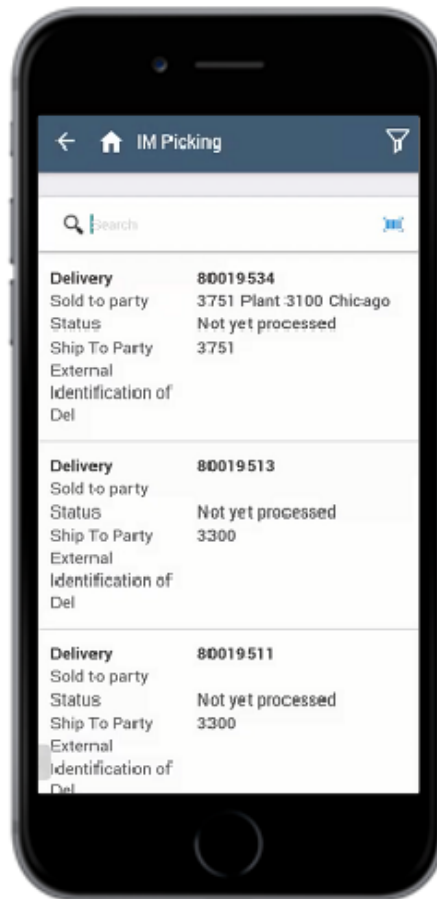 IM Picking
Search
Delivery 80019534
Sold to party 3751 Plant 3100 Chicago
Status Not yet processed
Ship To Party 3751
External
Identification of
Del
Delivery 80019513
Sold to party
Status Not yet processed
Ship To Party 3300
External
Identification of
Del
Delivery 80019511
Sold to party
Status Not yet processed
Ship To Party 3300
External
Identification of
Del